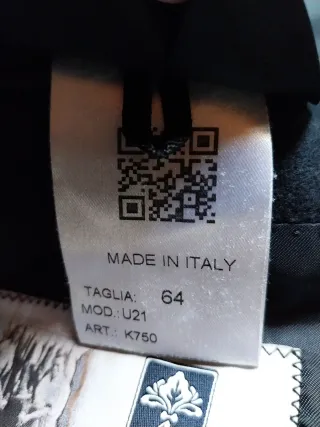 MADE IN ITALY
TAGLIA: 64
MOD.: U21
ART.: K750